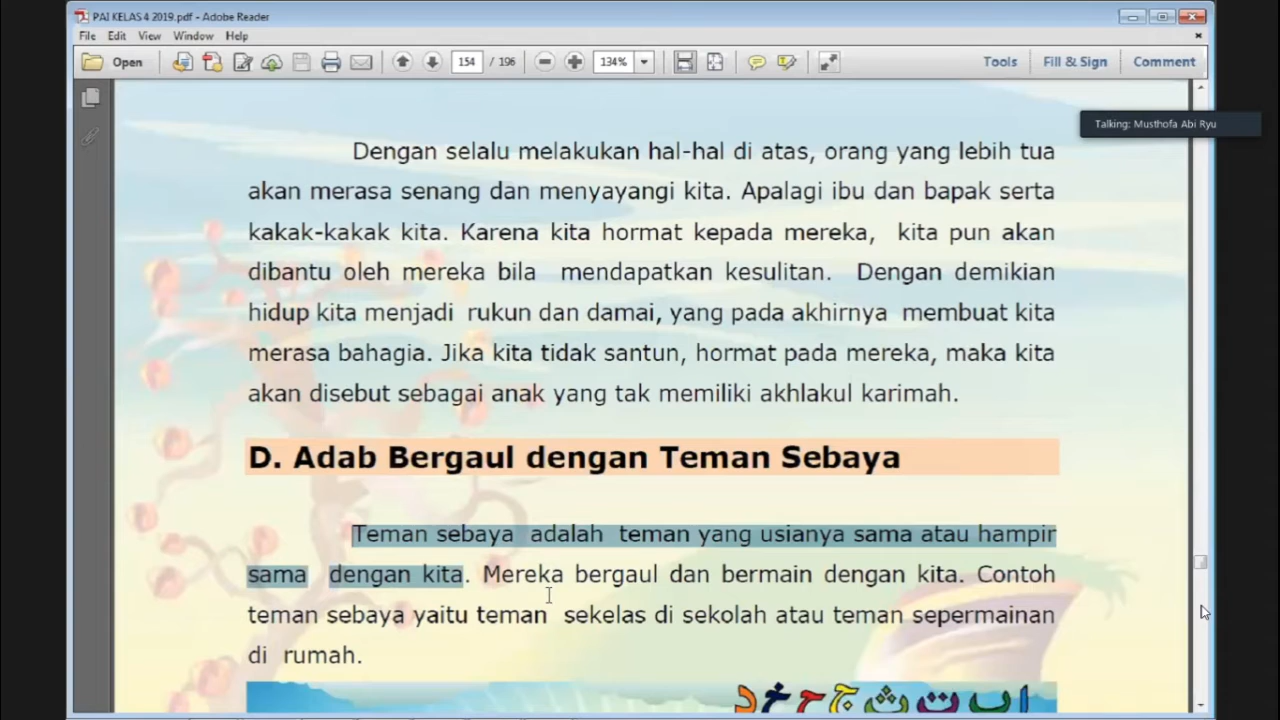 PAI KELAS 4 2019.pdf - Adobe Reader
File Edit View Window Help
Open 154 / 196 134% Tools Fill & Sign Comment
Talking: Musthofa Abi Ryu
Dengan selalu melakukan hal-hal di atas, orang yang lebih tua
akan merasa senang dan menyayangi kita. Apalagi ibu dan bapak serta
kakak-kakak kita. Karena kita hormat kepada mereka, kita pun akan
dibantu oleh mereka bila mendapatkan kesulitan. Dengan demikian
hidup kita menjadi rukun dan damai, yang pada akhirnya membuat kita
merasa bahagia. Jika kita tidak santun, hormat pada mereka, maka kita
akan disebut sebagai anak yang tak memiliki akhlakul karimah.
D. Adab Bergaul dengan Teman Sebaya
Teman sebaya adalah teman yang usianya sama atau hampir
sama dengan kita. Mereka bergaul dan bermain dengan kita. Contoh
teman sebaya yaitu teman sekelas di sekolah atau teman sepermainan
di rumah.
ا ب ت ث ج ح خ د